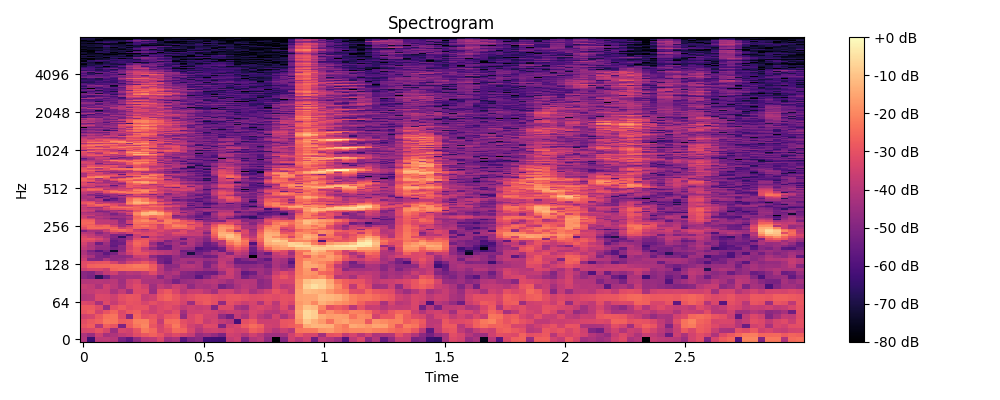 Spectrogram
Hz
4096
2048
1024
512
256
128
64
0
0
0.5
1
1.5
2
2.5
Time
+0 dB
-10 dB
-20 dB
-30 dB
-40 dB
-50 dB
-60 dB
-70 dB
-80 dB